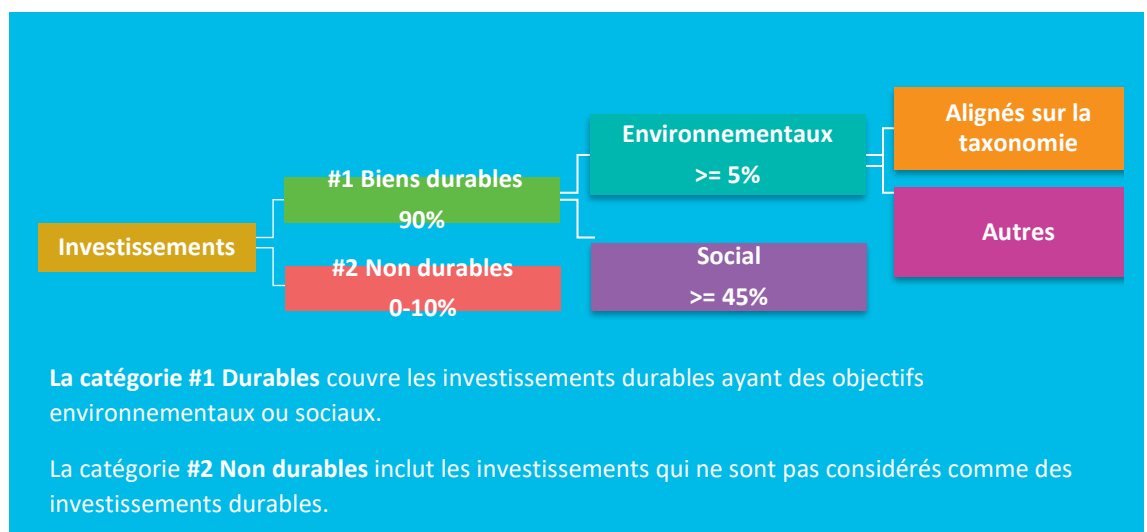 Investissements
#1 Biens durables
90%
#2 Non durables
0-10%
Environnementaux
>= 5%
Social
>= 45%
Alignés sur la
taxonomie
Autres
La catégorie #1 Durables couvre les investissements durables ayant des objectifs
environnementaux ou sociaux.
La catégorie #2 Non durables inclut les investissements qui ne sont pas considérés comme des
investissements durables.